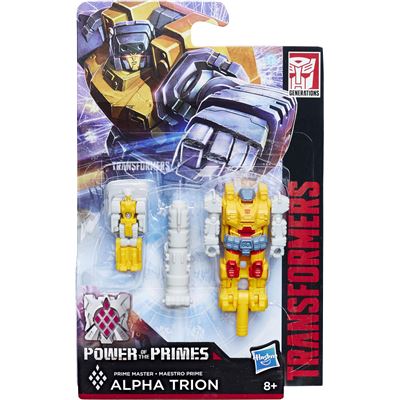 GENERATIONS
TRANSFORMERS
TRANSFORMERS
POWER OF THE PRIMES
PRIME MASTER • MAESTRO PRIME
ALPHA TRION
Hasbro
8+